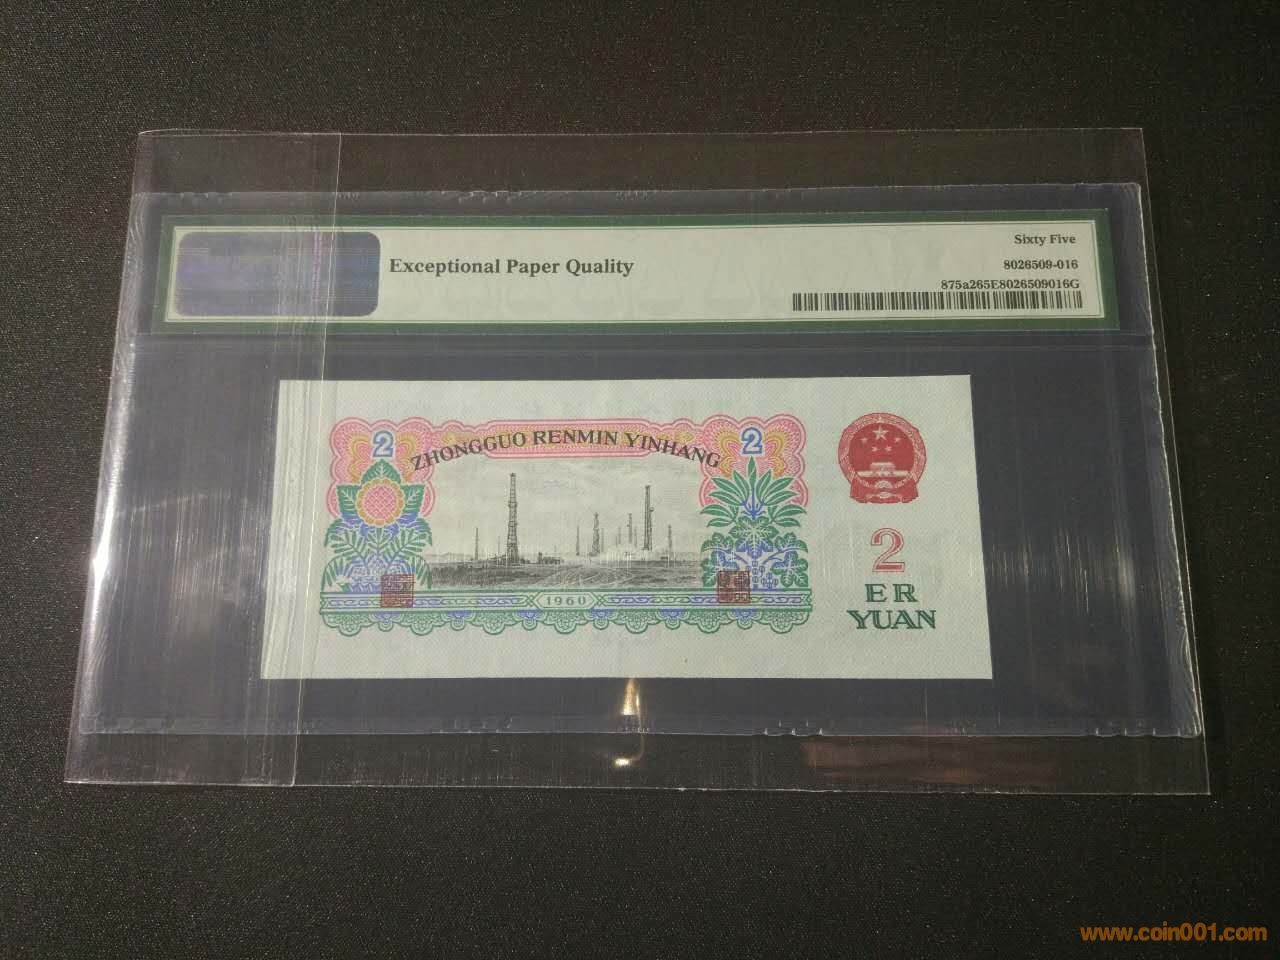 Sixty Five
Exceptional Paper Quality
8026509-016
875a265E8026509016G
2 ZHONGGUO RENMIN YINHANG 2
2
ER
YUAN
1960
www.coin001.com